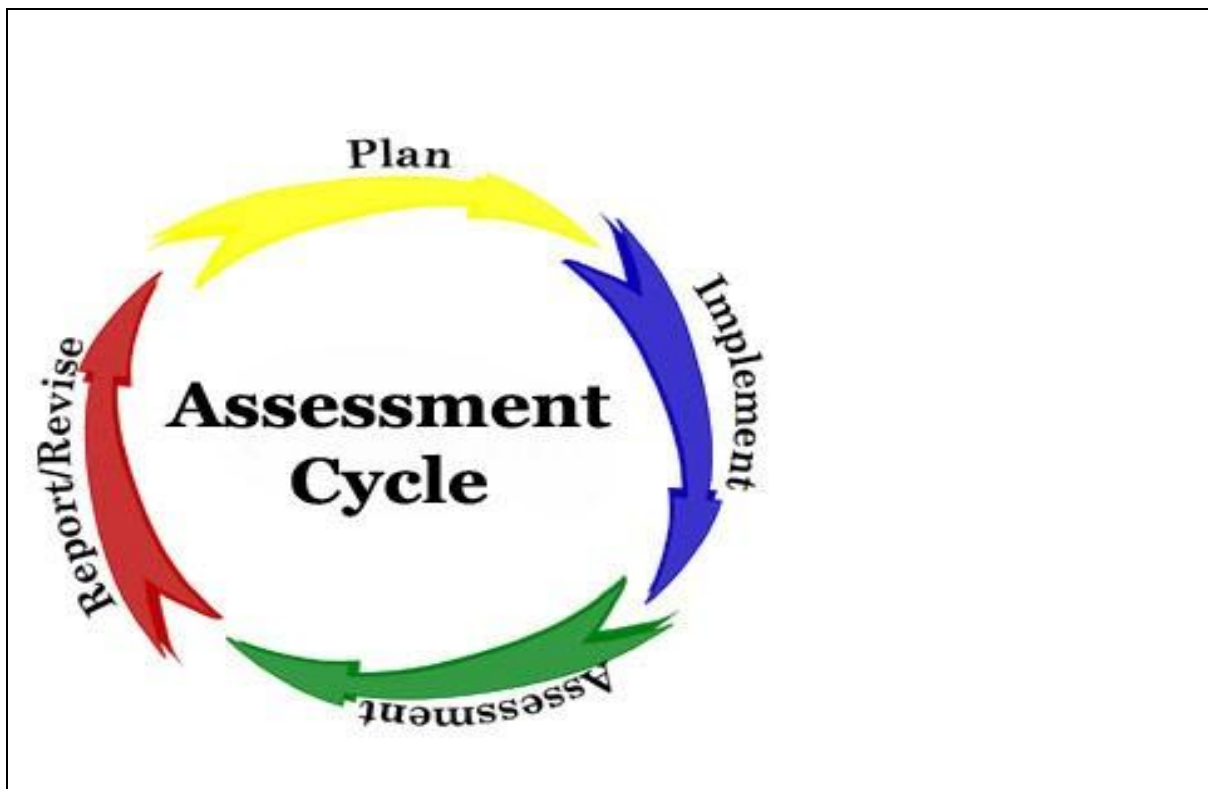 Plan
Implement
Assessment
Report/Revise
Assessment
Cycle